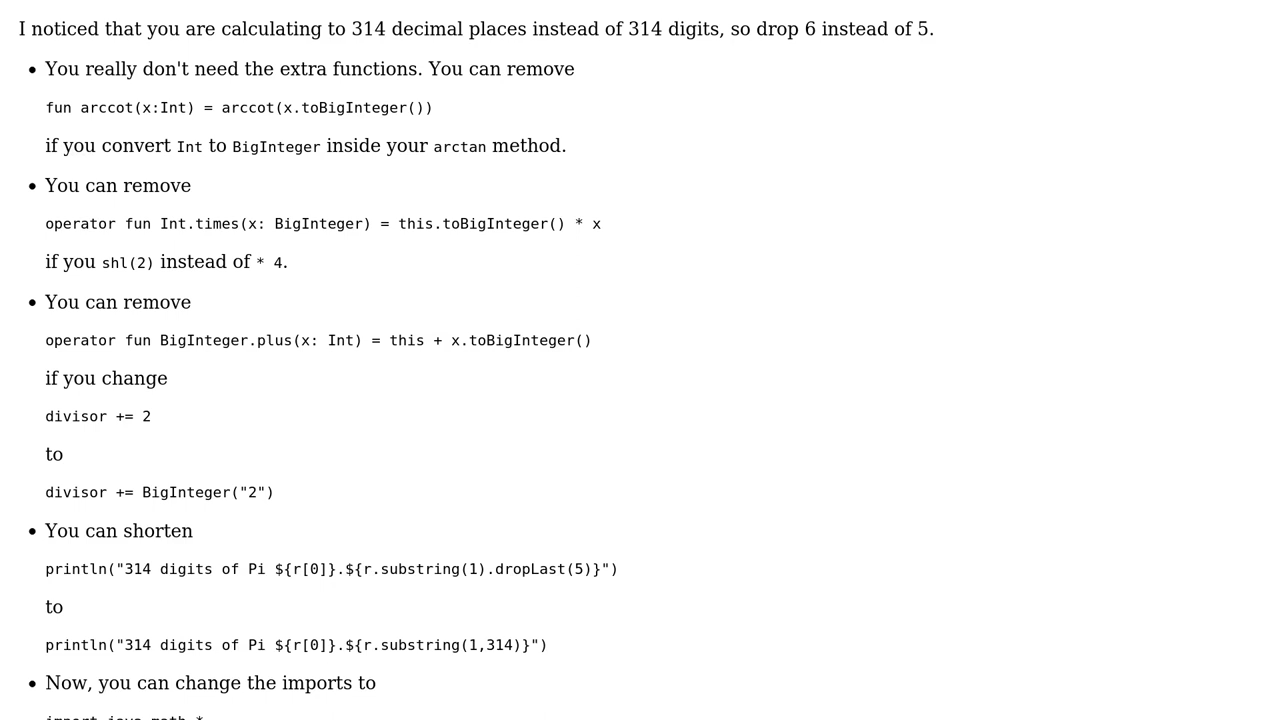 I noticed that you are calculating to 314 decimal places instead of 314 digits, so drop 6 instead of 5.
• You really don't need the extra functions. You can remove
fun arccot(x:Int) = arccot(x.toBigInteger())
if you convert Int to BigInteger inside your arctan method.
• You can remove
operator fun Int.times(x: BigInteger) = this.toBigInteger() * x
if you shl(2) instead of * 4.
• You can remove
operator fun BigInteger.plus(x: Int) = this + x.toBigInteger()
if you change
divisor += 2
to
divisor += BigInteger("2")
• You can shorten
println("314 digits of Pi ${r[0]}.${r.substring(1).dropLast(5)}")
to
println("314 digits of Pi ${r[0]}.${r.substring(1,314)}")
• Now, you can change the imports to
import java.math.*